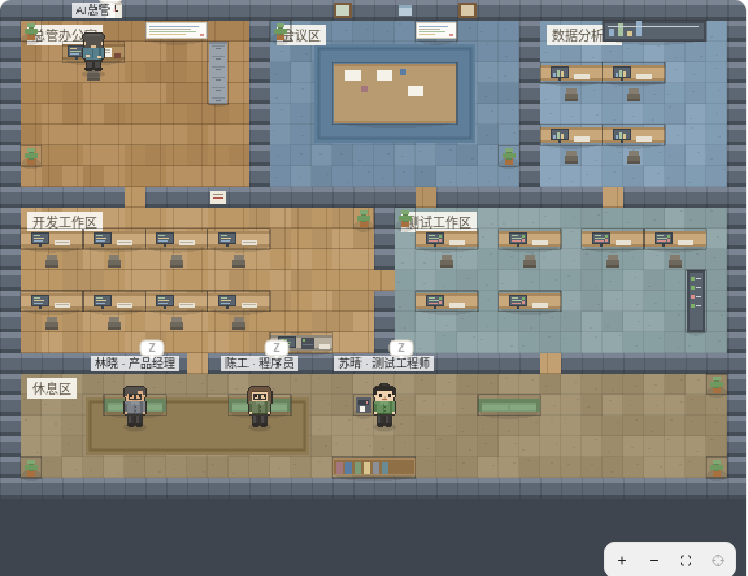 AI总管
总管办公室
会议区
数据分析
开发工作区
测试工作区
Z
Z
Z
林晓 - 产品经理
陈工 - 程序员
苏晴 - 测试工程师
休息区
+
−